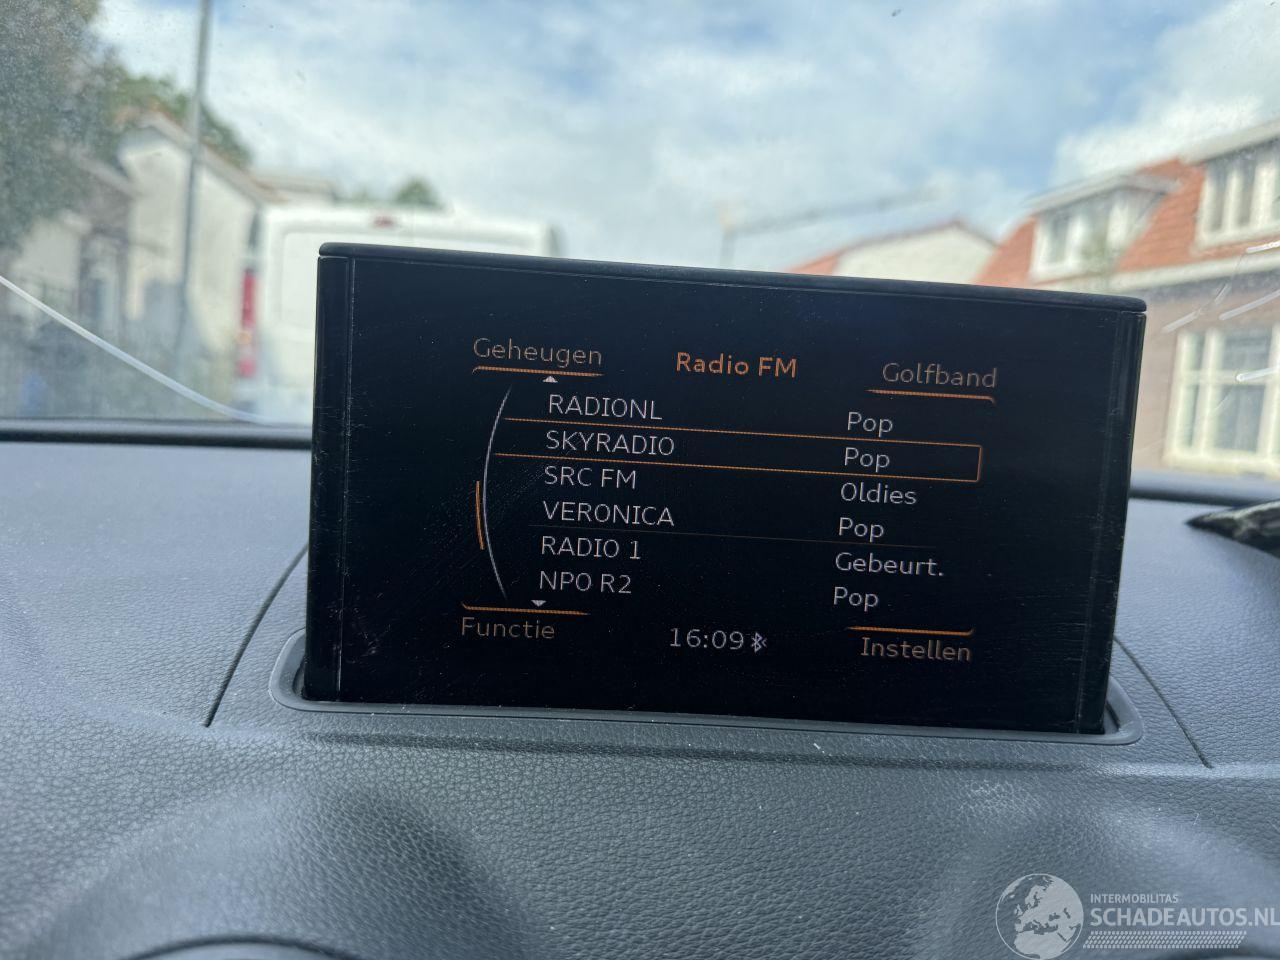 Geheugen Radio FM Golfband
RADIONL Pop
SKYRADIO Pop
SRC FM Oldies
VERONICA Pop
RADIO 1 Gebeurt.
NPO R2 Pop
Functie 16:09 Instellen
INTERMOBILITAS
SCHADEAUTOS.NL